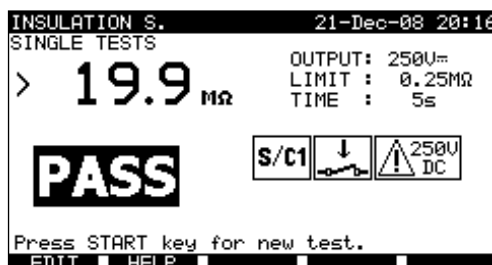 INSULATION S. 21-Dec-08 20:16
SINGLE TESTS
> 19.9 MΩ
OUTPUT: 250V⎓
LIMIT : 0.25MΩ
TIME : 5s
PASS
S/C1
250V
DC
Press START key for new test.
EDIT HELP